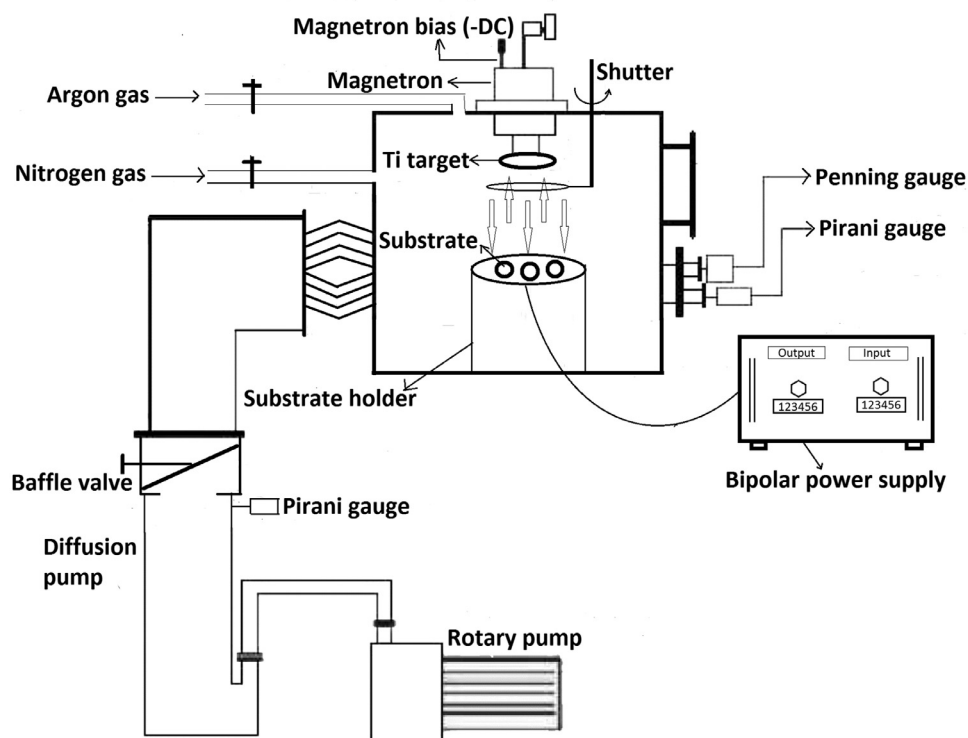 Magnetron bias (-DC)
Magnetron
Shutter
Argon gas
Ti target
Nitrogen gas
Penning gauge
Pirani gauge
Substrate
Substrate holder
Output
Input
123456
123456
Bipolar power supply
Baffle valve
Pirani gauge
Diffusion
pump
Rotary pump